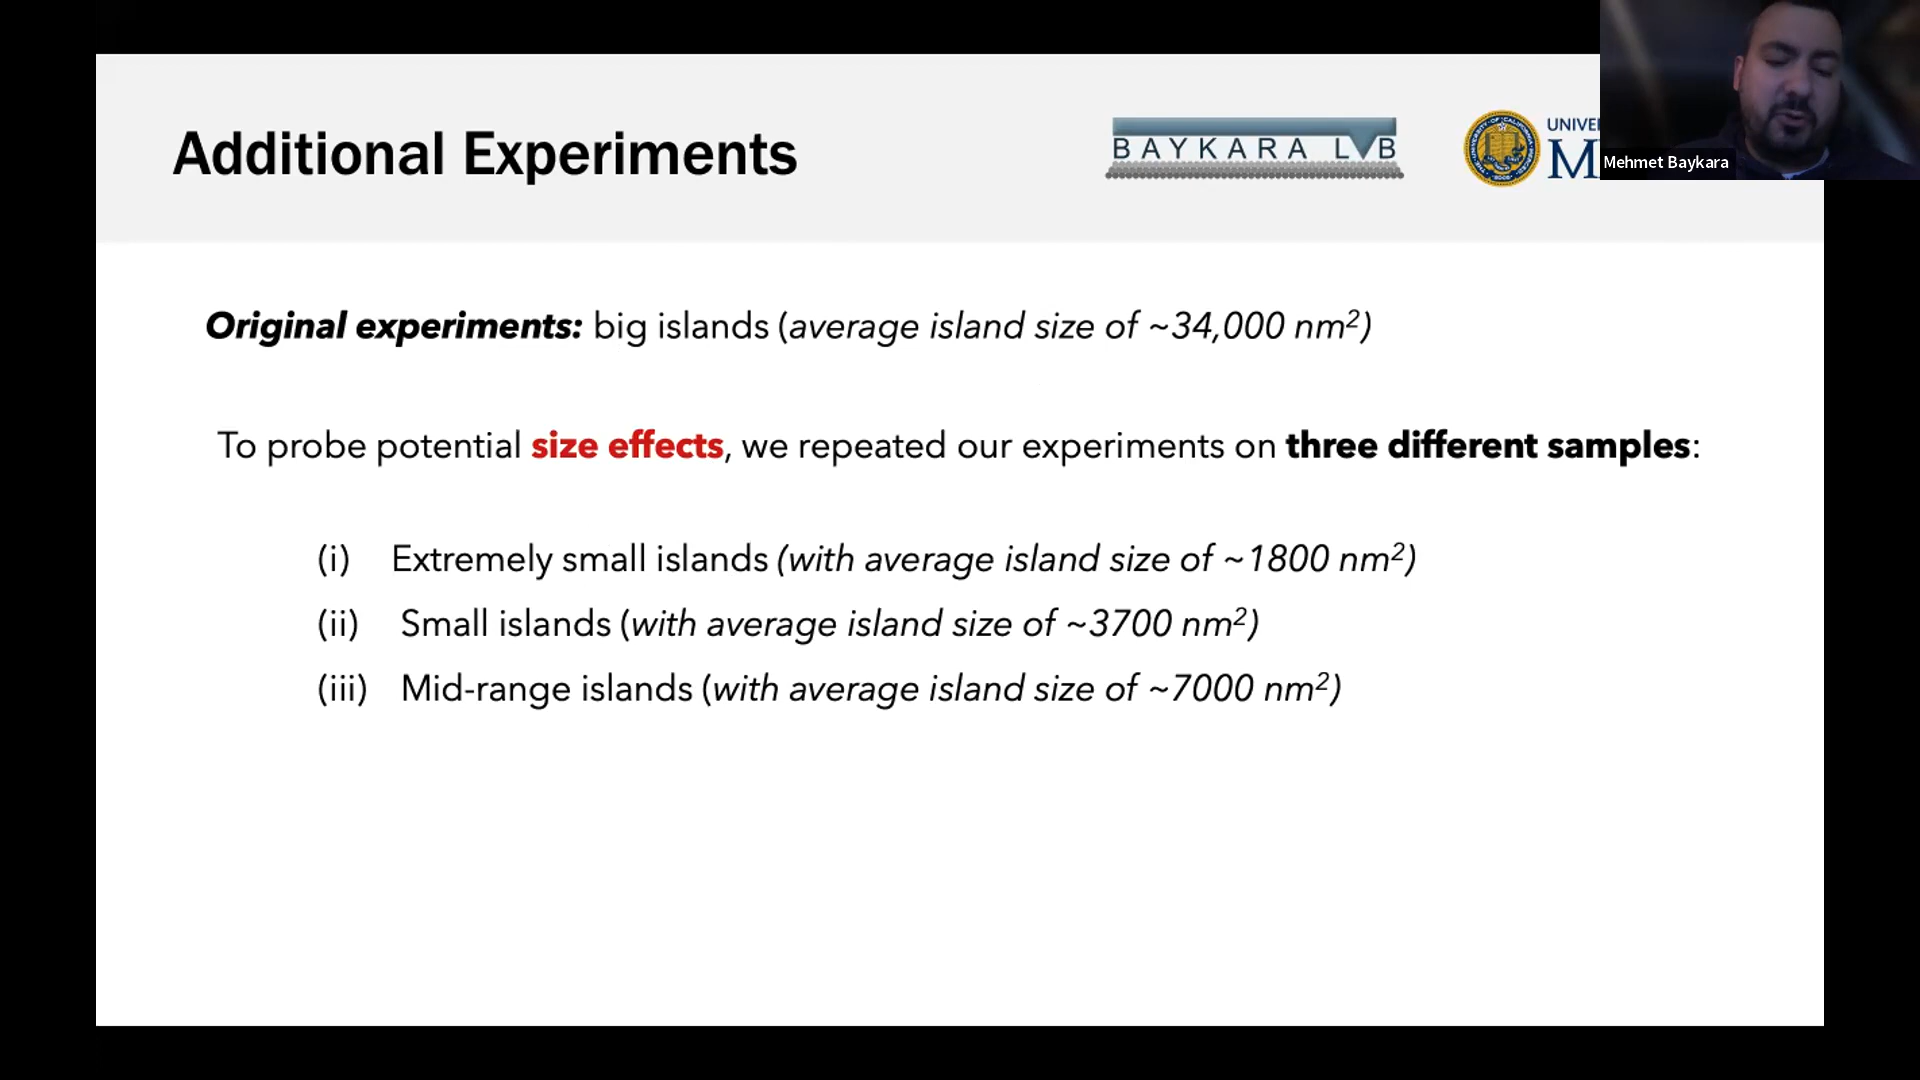 Additional Experiments
BAYKARA LAB
UNIVE
M
Mehmet Baykara
Original experiments: big islands (average island size of ~34,000 nm²)
To probe potential size effects, we repeated our experiments on three different samples:
(i) Extremely small islands (with average island size of ~1800 nm²)
(ii) Small islands (with average island size of ~3700 nm²)
(iii) Mid-range islands (with average island size of ~7000 nm²)